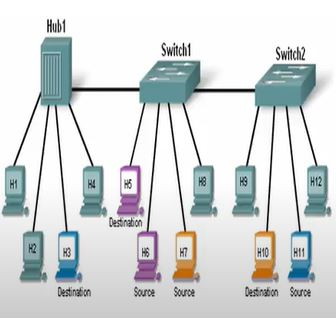 Hub1
Switch1
Switch2
H1
H4
H5
H8
H9
H12
Destination
H2
H3
H6
H7
H10
H11
Destination
Source
Source
Destination
Source